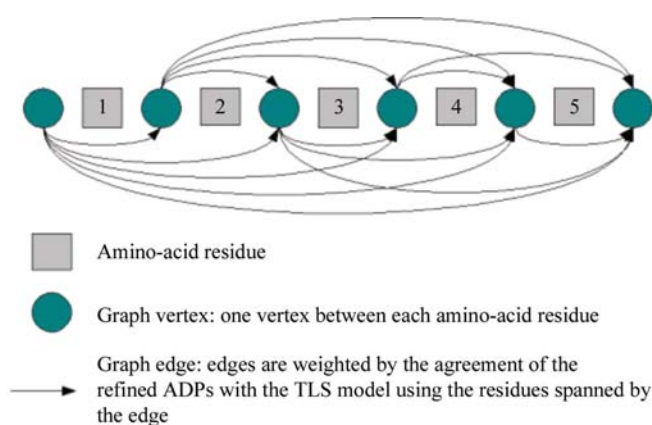 1 2 3 4 5
Amino-acid residue
Graph vertex: one vertex between each amino-acid residue
Graph edge: edges are weighted by the agreement of the
refined ADPs with the TLS model using the residues spanned by
the edge